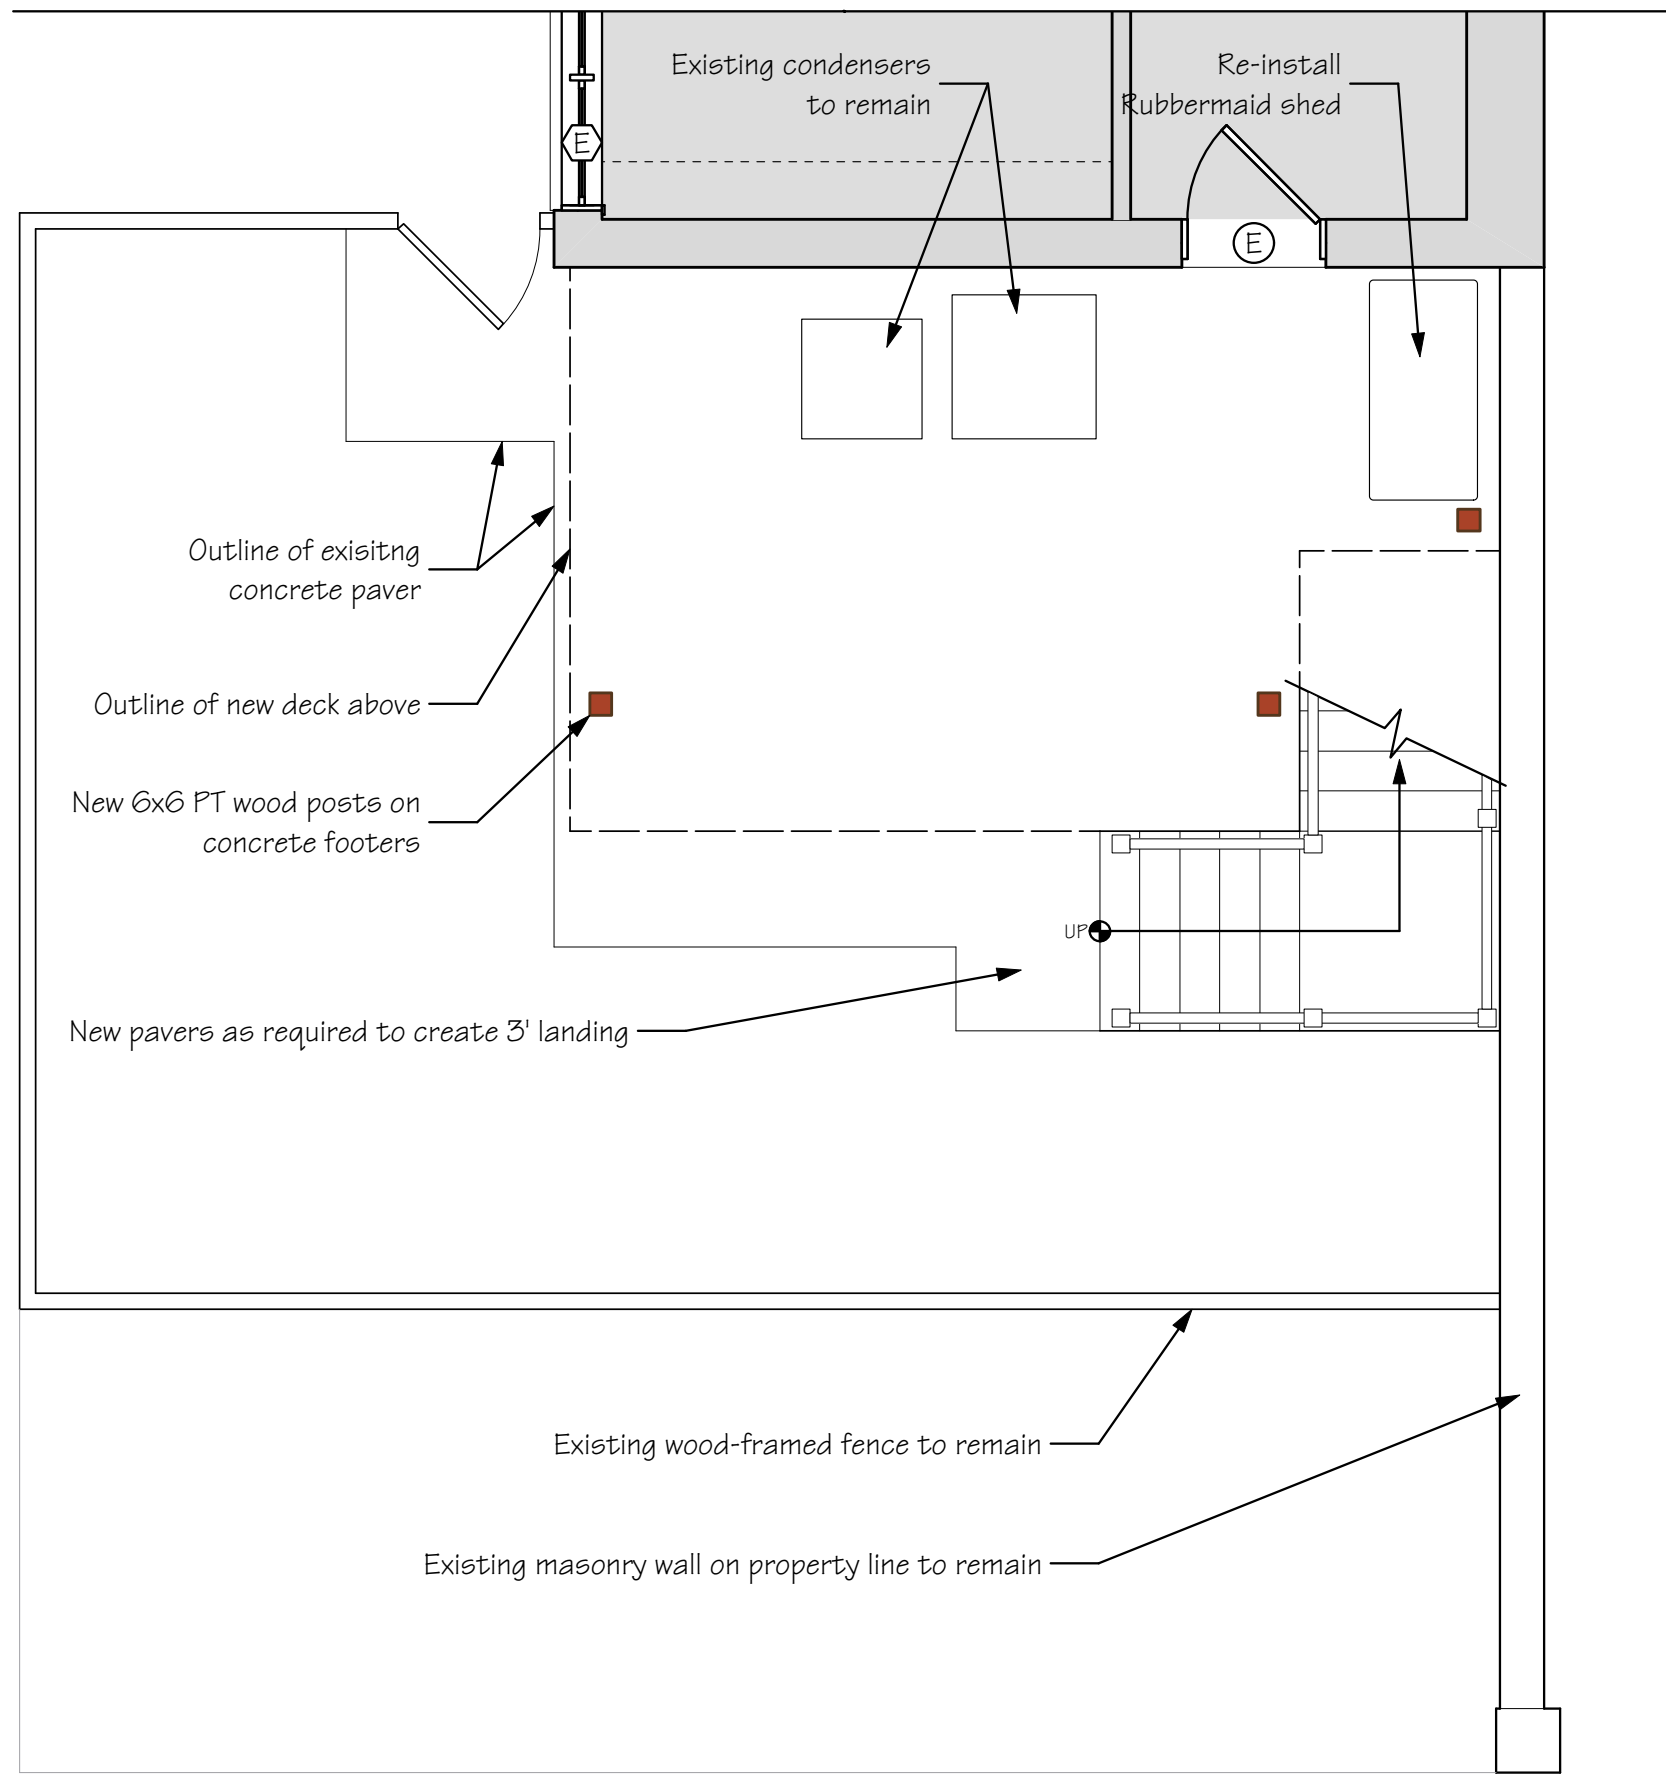 Existing condensers
to remain
Re-install
Rubbermaid shed
E
E
Outline of exisitng
concrete paver
Outline of new deck above
New 6x6 PT wood posts on
concrete footers
UP
New pavers as required to create 3' landing
Existing wood-framed fence to remain
Existing masonry wall on property line to remain